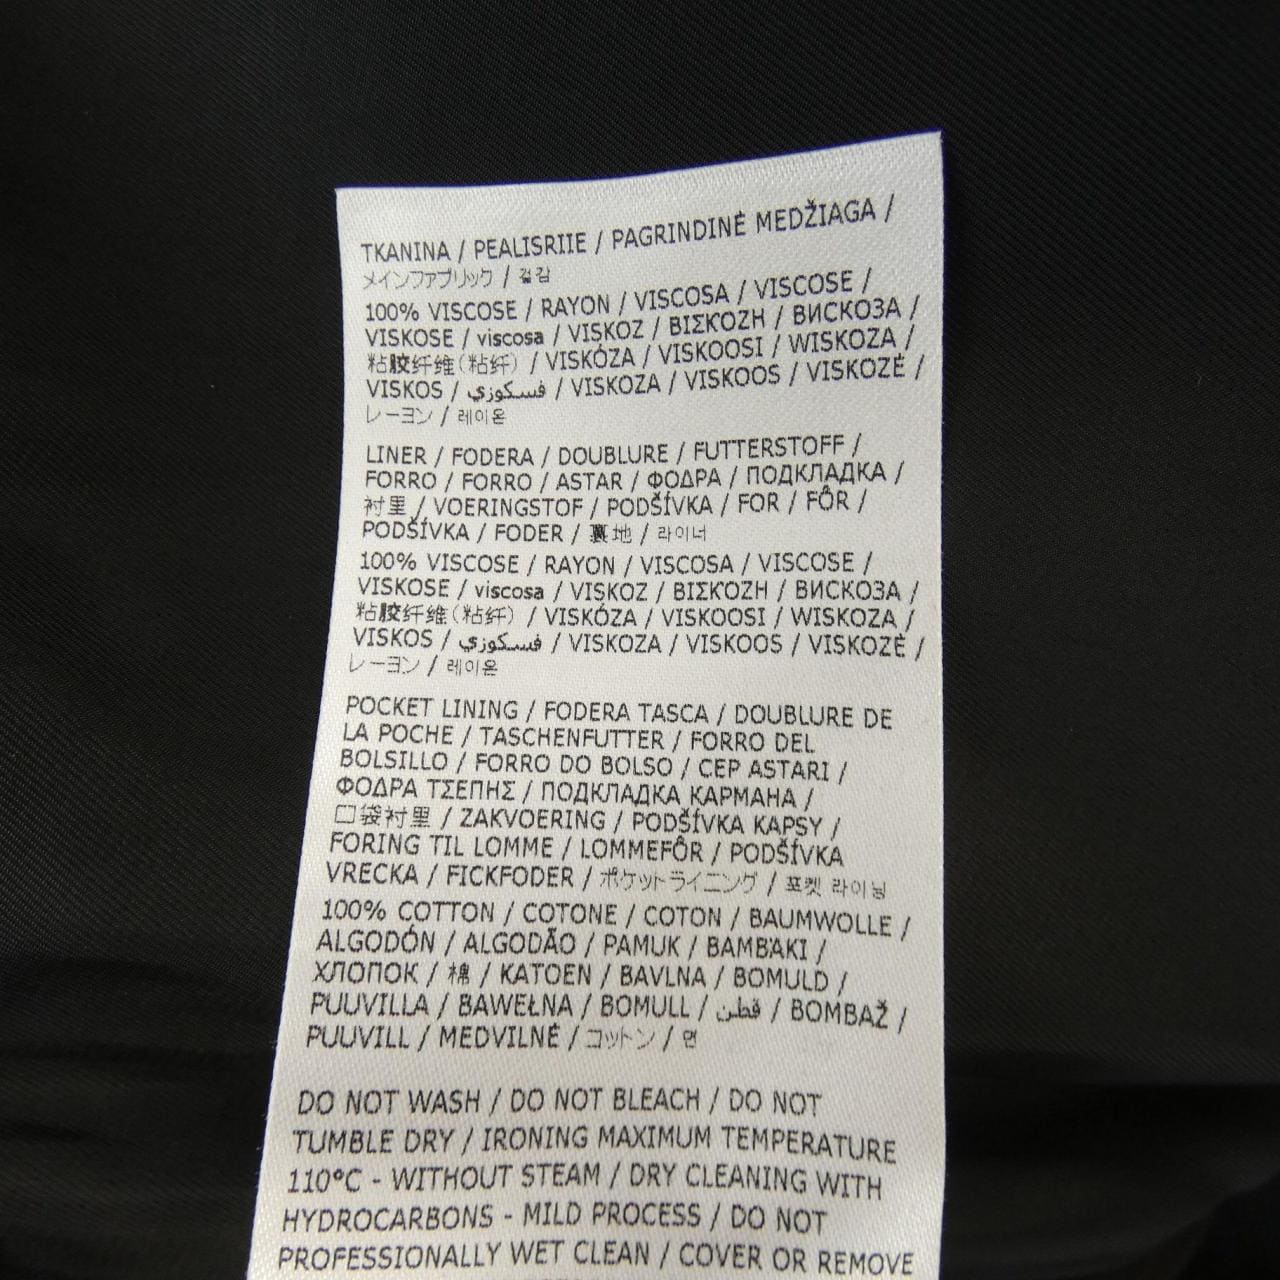 TKANINA / PEALISRIIE / PAGRINDINĖ MEDŽIAGA /
メインファブリック / 겉감
100% VISCOSE / RAYON / VISCOSA / VISCOSE /
VISKOSE / viscosa / VISKOZ / ΒΙΣΚΌΖΗ / ВИСКОЗА /
粘胶纤维(粘纤) / VISKÓZA / VISKOOSI / WISKOZA /
VISKOS / فسكوزي / VISKOZA / VISKOOS / VISKOZĖ /
レーヨン / 레이온
LINER / FODERA / DOUBLURE / FUTTERSTOFF /
FORRO / FORRO / ASTAR / ΦΟΔΡΑ / ПОДКЛАДКА /
衬里 / VOERINGSTOF / PODŠÍVKA / FOR / FÔR /
PODŠÍVKA / FODER / 裏地 / 라이너
100% VISCOSE / RAYON / VISCOSA / VISCOSE /
VISKOSE / viscosa / VISKOZ / ΒΙΣΚΌΖΗ / ВИСКОЗА /
粘胶纤维(粘纤) / VISKÓZA / VISKOOSI / WISKOZA /
VISKOS / فسكوزي / VISKOZA / VISKOOS / VISKOZĖ /
レーヨン / 레이온
POCKET LINING / FODERA TASCA / DOUBLURE DE
LA POCHE / TASCHENFUTTER / FORRO DEL
BOLSILLO / FORRO DO BOLSO / CEP ASTARI /
ΦΟΔΡΑ ΤΣΕΠΗΣ / ПОДКЛАДКА КАРМАНА /
口袋衬里 / ZAKVOERING / PODŠÍVKA KAPSY /
FORING TIL LOMME / LOMMEFÔR / PODŠÍVKA
VRECKA / FICKFODER / ポケットライニング / 포켓 라이닝
100% COTTON / COTONE / COTON / BAUMWOLLE /
ALGODÓN / ALGODÃO / PAMUK / ΒΑΜΒΆΚΙ /
ХЛОПОК / 棉 / KATOEN / BAVLNA / BOMULD /
PUUVILLA / BAWEŁNA / BOMULL / قطن / BOMBAŽ /
PUUVILL / MEDVILNĖ / コットン / 면
DO NOT WASH / DO NOT BLEACH / DO NOT
TUMBLE DRY / IRONING MAXIMUM TEMPERATURE
110°C - WITHOUT STEAM / DRY CLEANING WITH
HYDROCARBONS - MILD PROCESS / DO NOT
PROFESSIONALLY WET CLEAN / COVER OR REMOVE